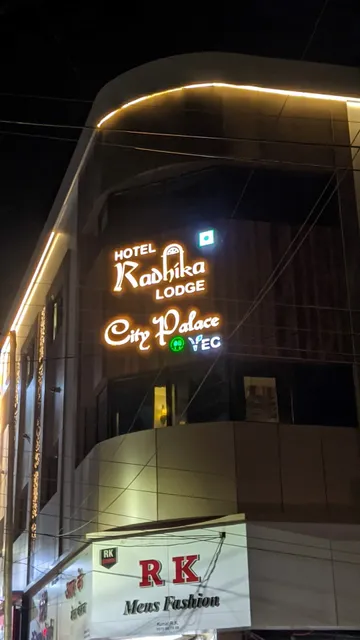 HOTEL
Radhika
LODGE
City Palace
VEG
RK
RK
Mens Fashion